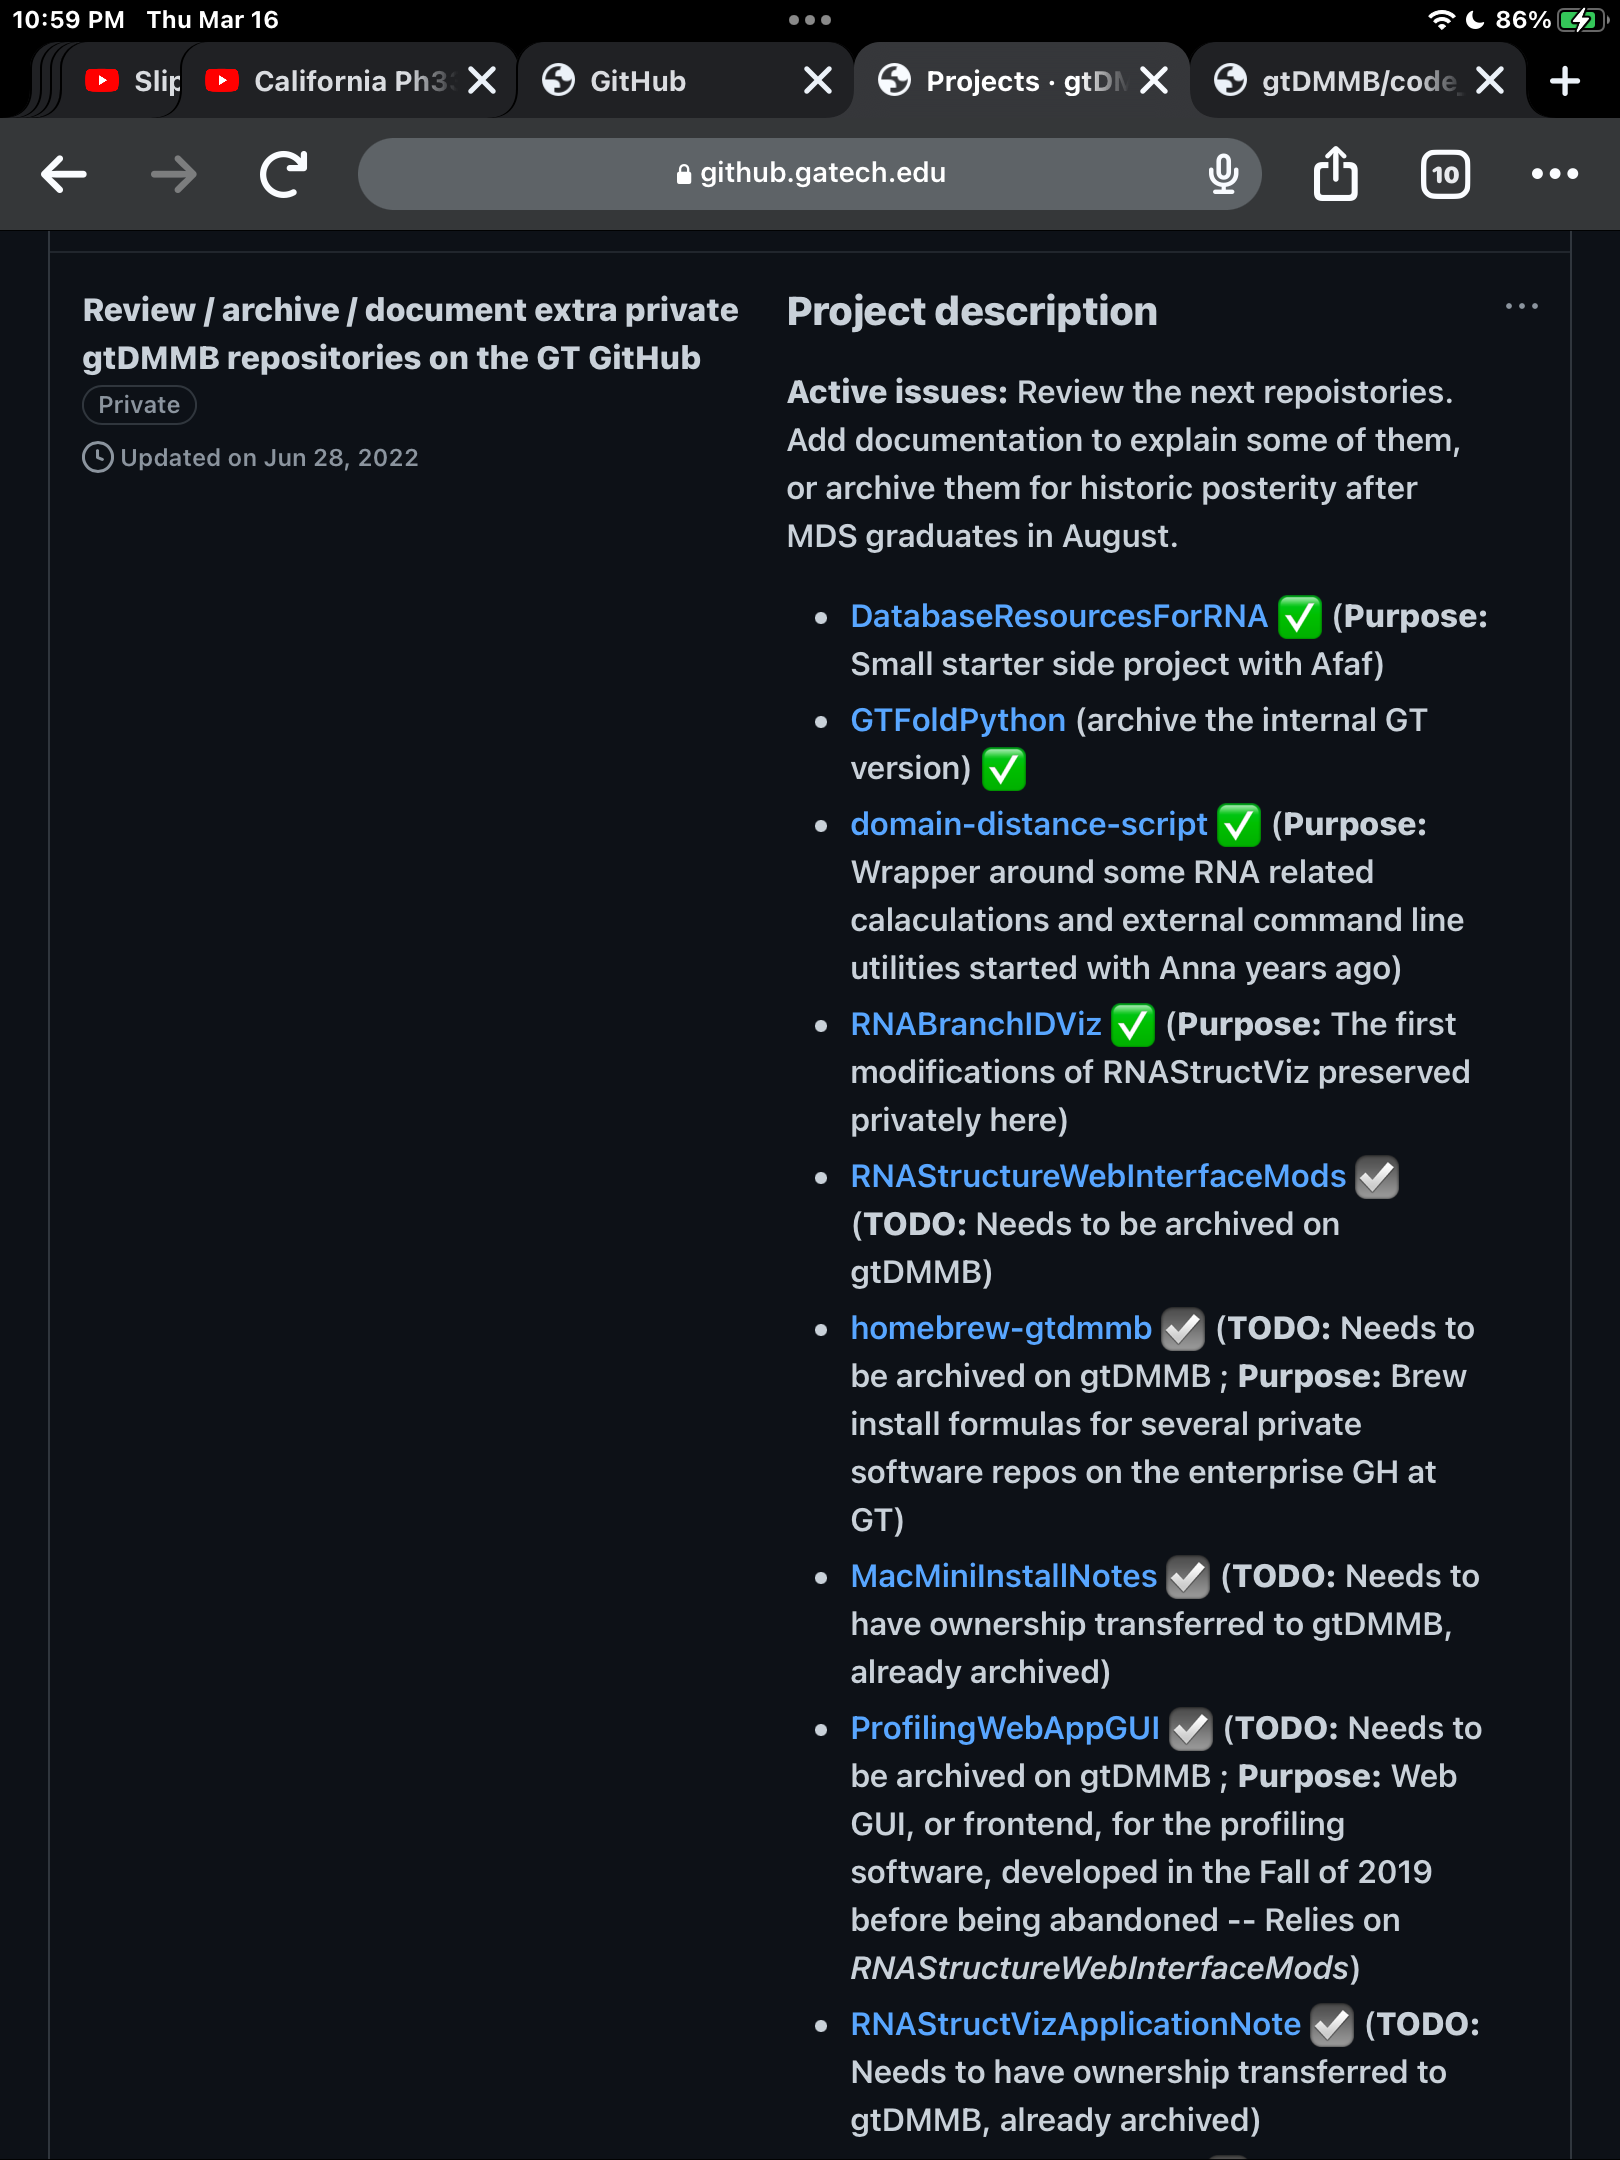 10:59 PM Thu Mar 16
86%
Slip
California Ph33
GitHub
Projects · gtDM
gtDMMB/code_
github.gatech.edu
10
Review / archive / document extra private
gtDMMB repositories on the GT GitHub
Private
Updated on Jun 28, 2022
Project description
Active issues: Review the next repoistories.
Add documentation to explain some of them,
or archive them for historic posterity after
MDS graduates in August.
DatabaseResourcesForRNA ✅ (Purpose:
Small starter side project with Afaf)
GTFoldPython (archive the internal GT
version) ✅
domain-distance-script ✅ (Purpose:
Wrapper around some RNA related
calaculations and external command line
utilities started with Anna years ago)
RNABranchIDViz ✅ (Purpose: The first
modifications of RNAStructViz preserved
privately here)
RNAStructureWebInterfaceMods ☑️
(TODO: Needs to be archived on
gtDMMB)
homebrew-gtdmmb ☑️ (TODO: Needs to
be archived on gtDMMB ; Purpose: Brew
install formulas for several private
software repos on the enterprise GH at
GT)
MacMiniInstallNotes ☑️ (TODO: Needs to
have ownership transferred to gtDMMB,
already archived)
ProfilingWebAppGUI ☑️ (TODO: Needs to
be archived on gtDMMB ; Purpose: Web
GUI, or frontend, for the profiling
software, developed in the Fall of 2019
before being abandoned -- Relies on
RNAStructureWebInterfaceMods)
RNAStructVizApplicationNote ☑️ (TODO:
Needs to have ownership transferred to
gtDMMB, already archived)